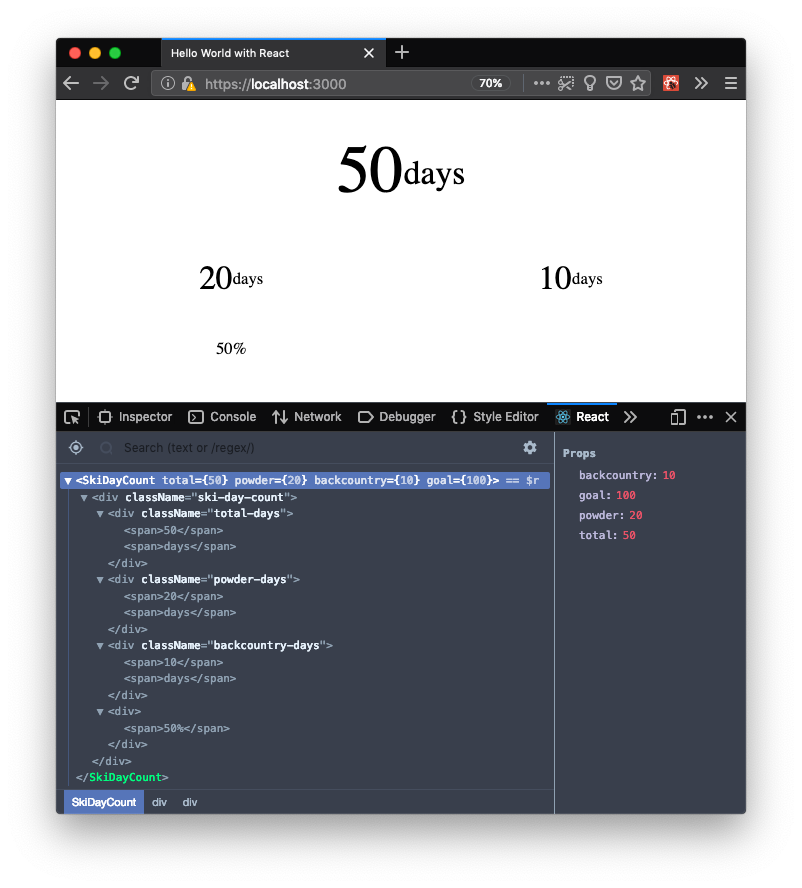 Hello World with React
https://localhost:3000 70%
50days
20days 10days
50%
Inspector Console Network Debugger {} Style Editor React
Search (text or /regex/)
Props
<SkiDayCount total={50} powder={20} backcountry={10} goal={100}> == $r
backcountry: 10
<div className="ski-day-count">
goal: 100
<div className="total-days">
powder: 20
<span>50</span>
total: 50
<span>days</span>
</div>
<div className="powder-days">
<span>20</span>
<span>days</span>
</div>
<div className="backcountry-days">
<span>10</span>
<span>days</span>
</div>
<div>
<span>50%</span>
</div>
</div>
</SkiDayCount>
SkiDayCount div div